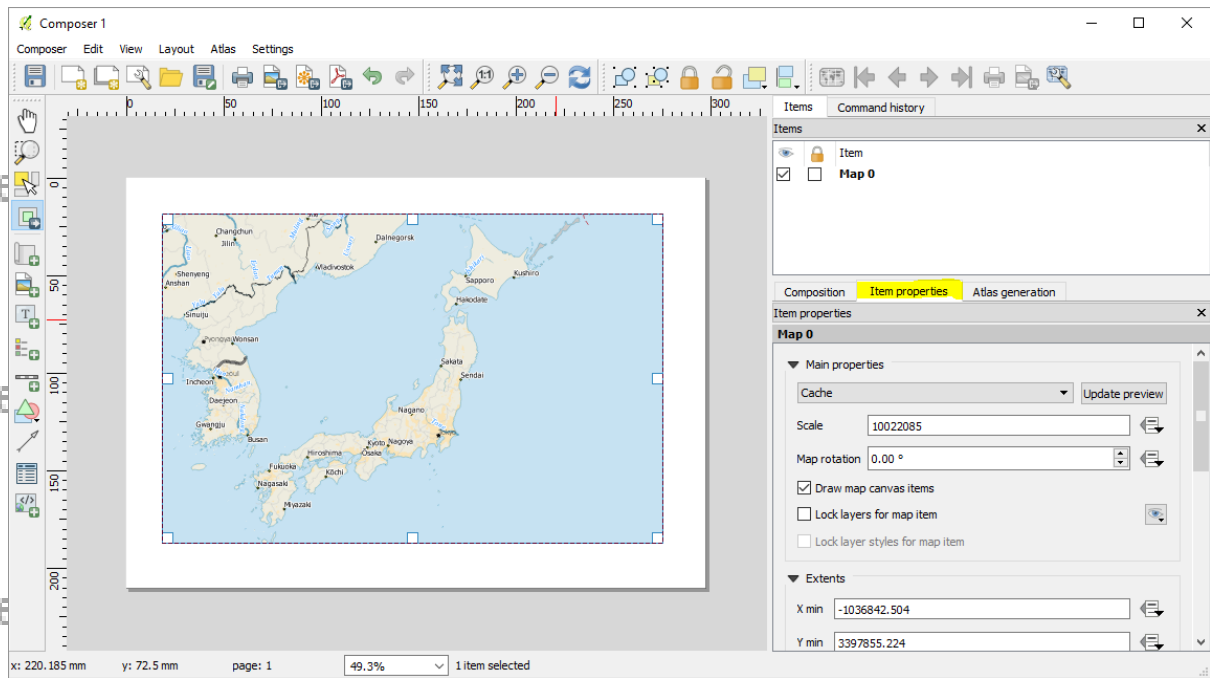 Composer 1
Composer Edit View Layout Atlas Settings
0 50 100 150 200 250 300
0
50
100
150
200
Changchun
Jilin
Dalnegorsk
Vladivostok
Shenyeng
Anshan
Yalu
Sinuiju
Wonsan
Incheon
Daejeon
Gwangju
Busan
Sapporo
Kushiro
Hakodate
Sakata
Sendai
Nagano
Kyoto Nagoya
Osaka
Hiroshima
Fukuoka
Kōchi
Nagasaki
Miyazaki
Items Command history
Items
Item
Map 0
Composition Item properties Atlas generation
Item properties
Map 0
Main properties
Cache Update preview
Scale 10022085
Map rotation 0.00 °
Draw map canvas items
Lock layers for map item
Lock layer styles for map item
Extents
X min -1036842.504
Y min 3397855.224
x: 220.185 mm y: 72.5 mm page: 1 49.3% 1 item selected